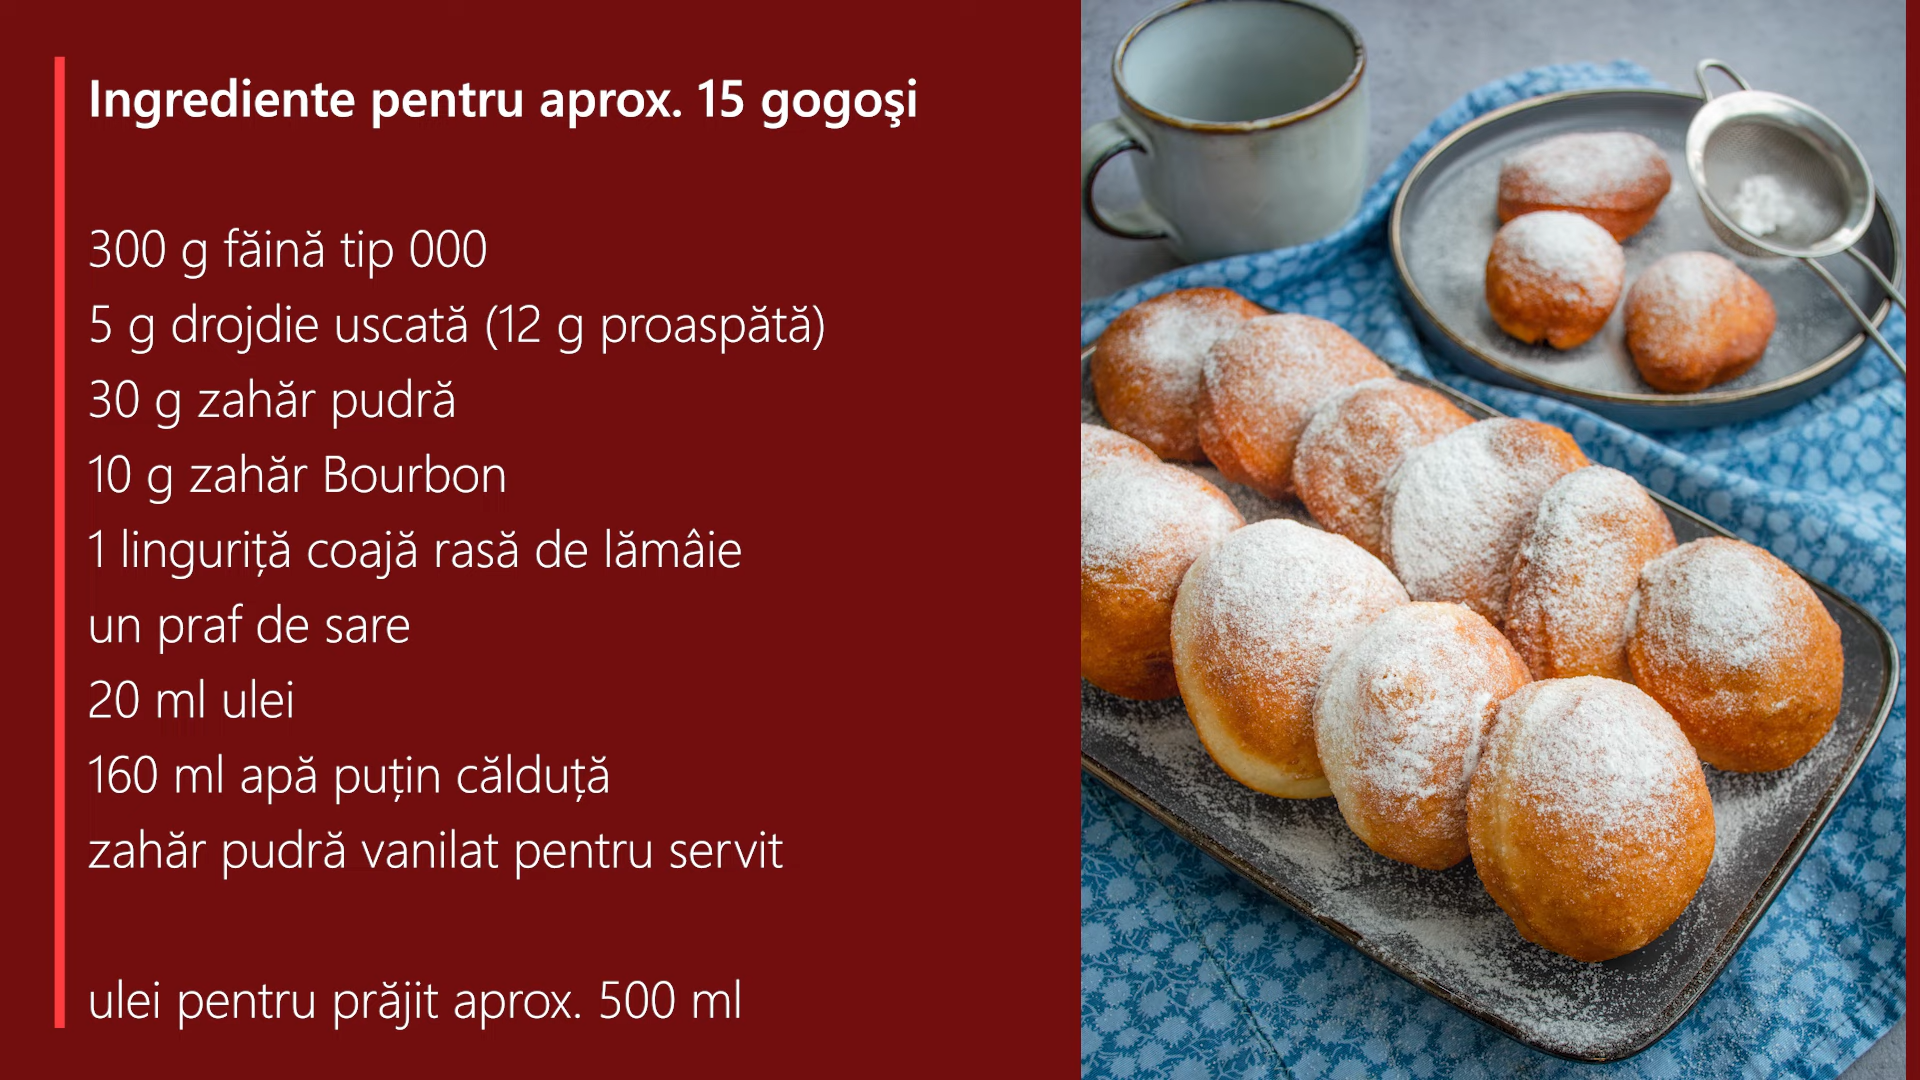 Ingrediente pentru aprox. 15 gogoşi
300 g făină tip 000
5 g drojdie uscată (12 g proaspătă)
30 g zahăr pudră
10 g zahăr Bourbon
1 linguriță coajă rasă de lămâie
un praf de sare
20 ml ulei
160 ml apă puțin călduță
zahăr pudră vanilat pentru servit
ulei pentru prăjit aprox. 500 ml